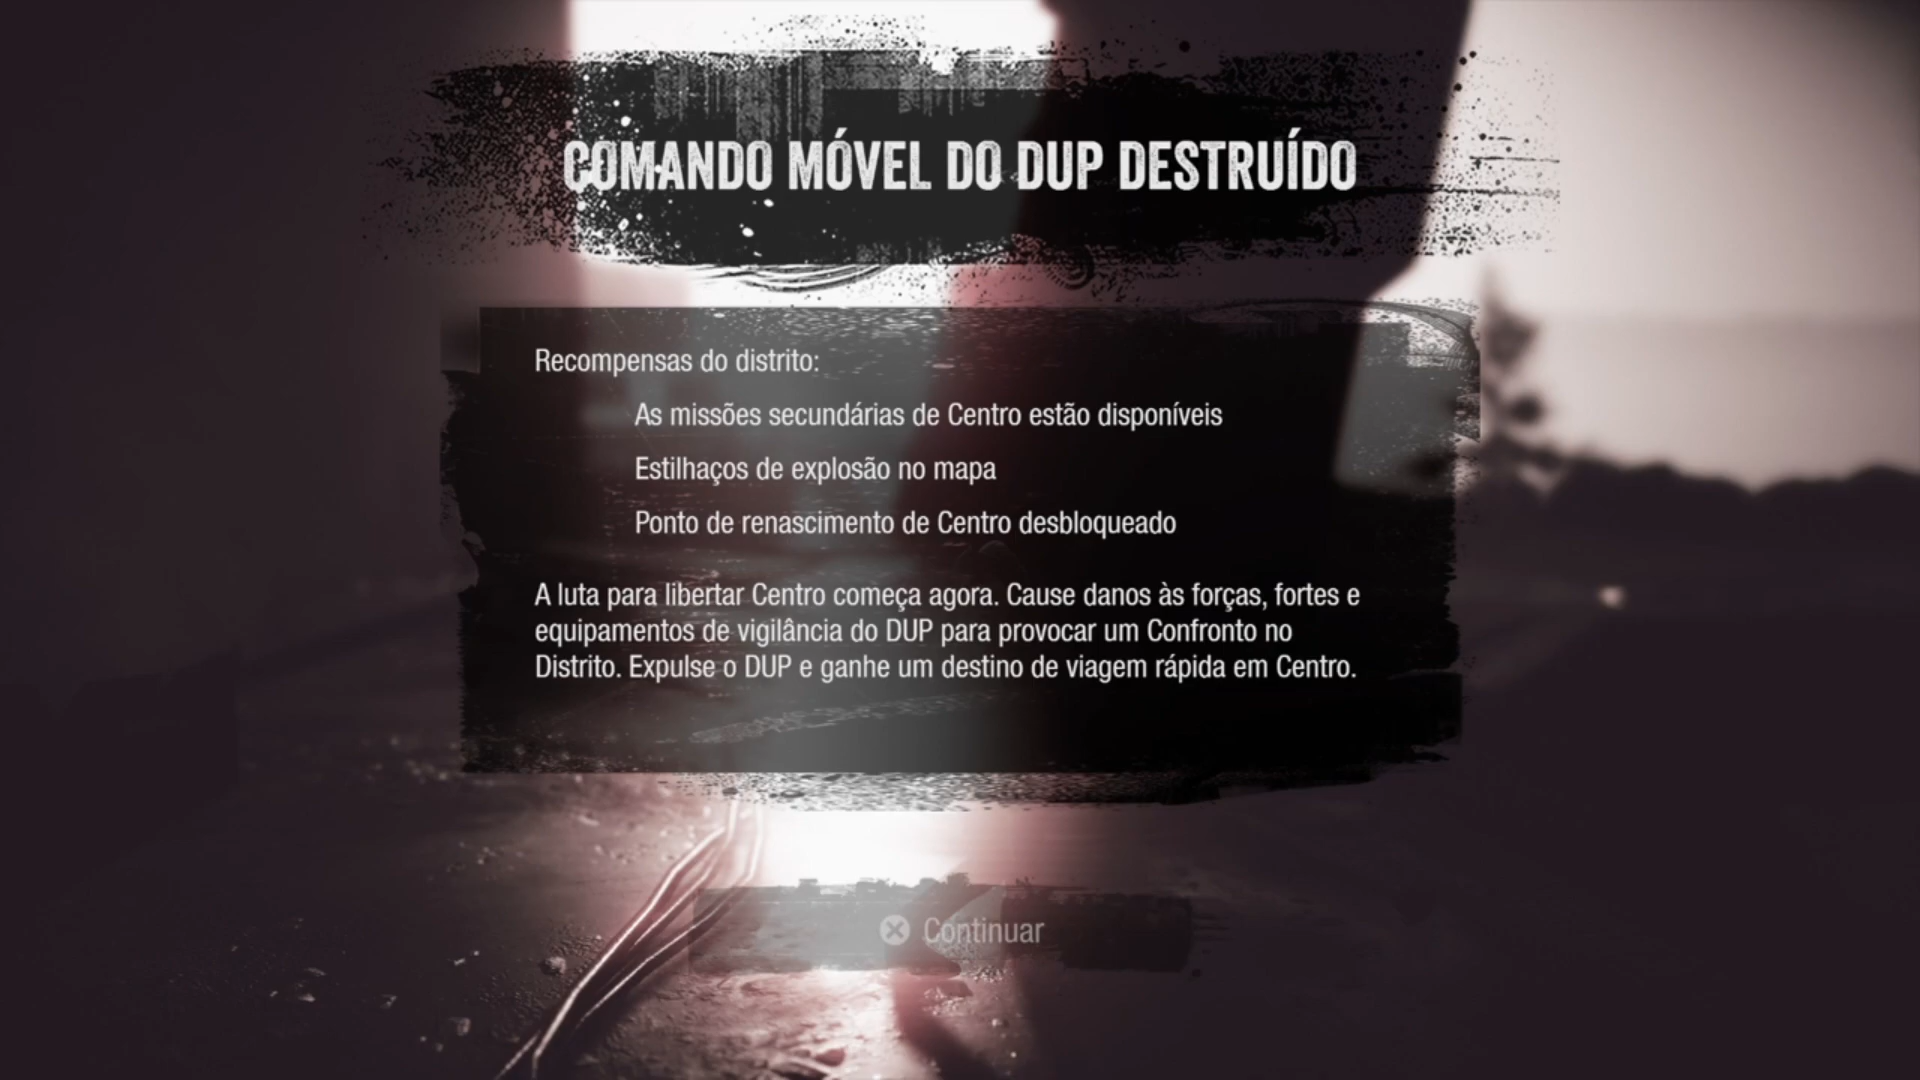 COMANDO MÓVEL DO DUP DESTRUÍDO
Recompensas do distrito:
As missões secundárias de Centro estão disponíveis
Estilhaços de explosão no mapa
Ponto de renascimento de Centro desbloqueado
A luta para libertar Centro começa agora. Cause danos às forças, fortes e
equipamentos de vigilância do DUP para provocar um Confronto no
Distrito. Expulse o DUP e ganhe um destino de viagem rápida em Centro.
Continuar